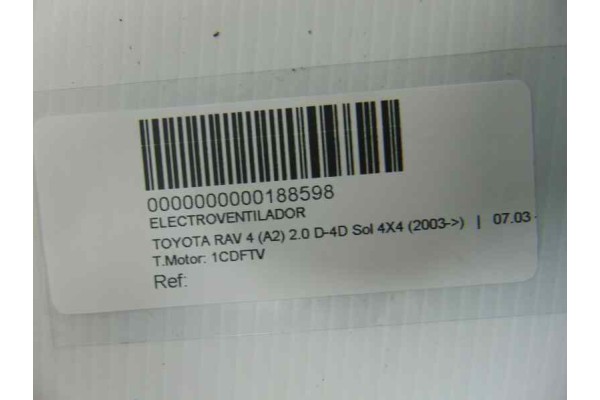 0000000000188598
ELECTROVENTILADOR
TOYOTA RAV 4 (A2) 2.0 D-4D Sol 4X4 (2003->) | 07.03 -
T.Motor: 1CDFTV
Ref: